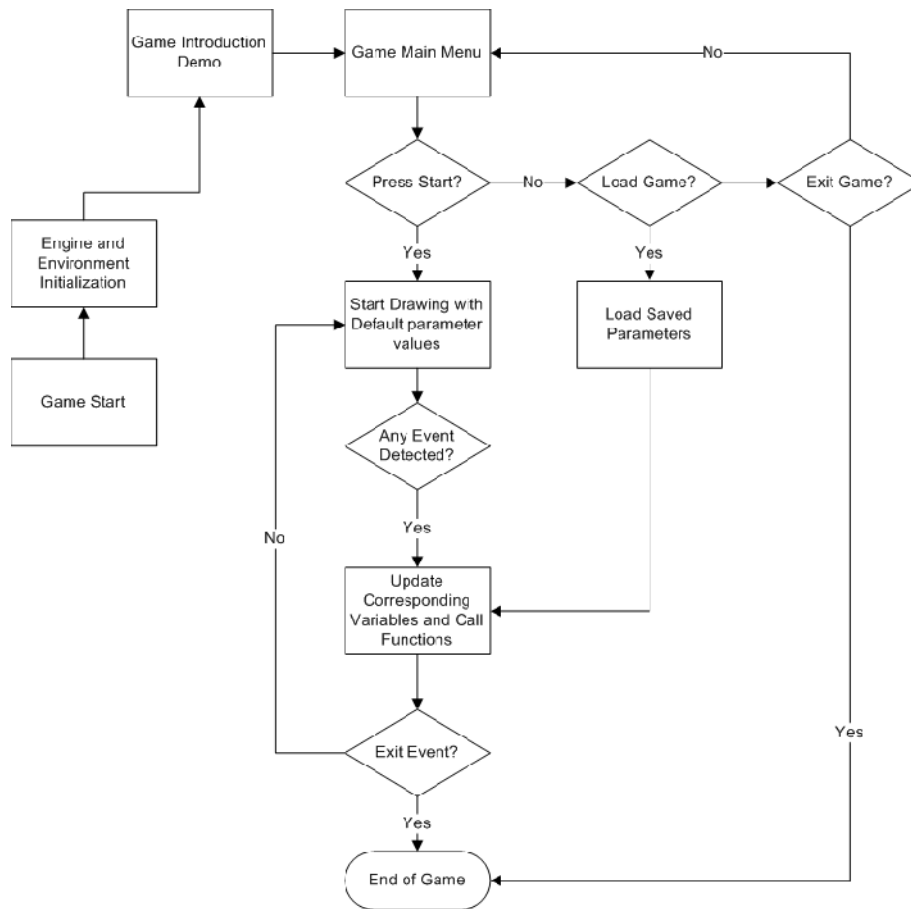 Game Introduction
Demo
Game Main Menu
No
Press Start?
No
Load Game?
Exit Game?
Engine and
Environment
Initialization
Yes
Yes
Start Drawing with
Default parameter
values
Load Saved
Parameters
Game Start
Any Event
Detected?
Yes
No
Update
Corresponding
Variables and Call
Functions
Yes
Exit Event?
Yes
End of Game